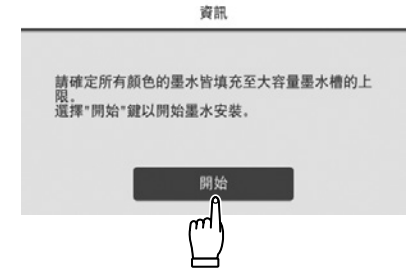 資訊
請確定所有顏色的墨水皆填充至大容量墨水槽的上
限。
選擇"開始"鍵以開始墨水安裝。
開始